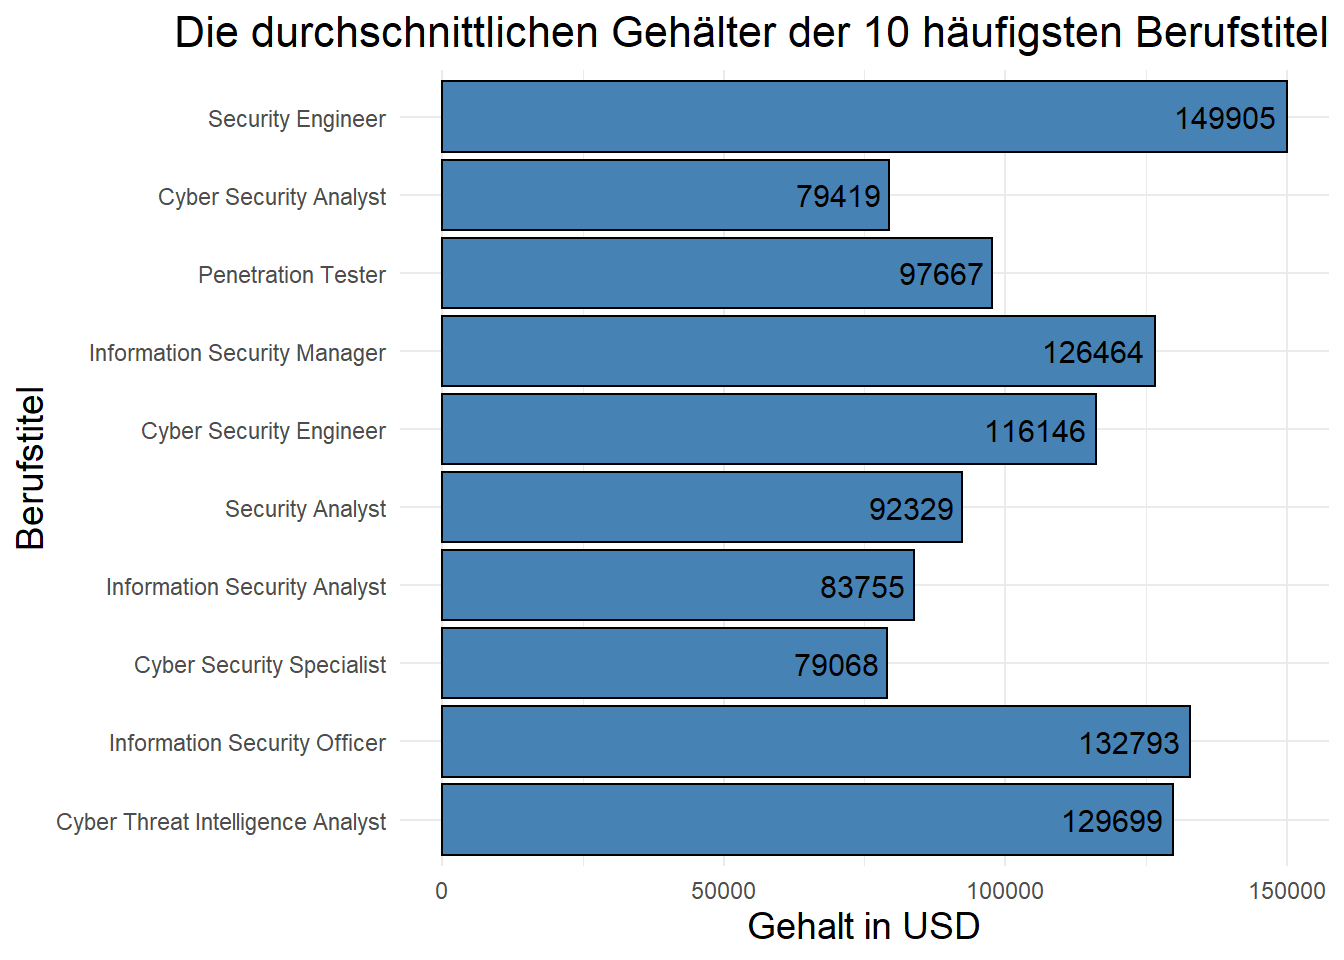 Die durchschnittlichen Gehälter der 10 häufigsten Berufstitel
Security Engineer 149905
Cyber Security Analyst 79419
Penetration Tester 97667
Information Security Manager 126464
Cyber Security Engineer 116146
Security Analyst 92329
Information Security Analyst 83755
Cyber Security Specialist 79068
Information Security Officer 132793
Cyber Threat Intelligence Analyst 129699
Berufstitel
0 50000 100000 150000
Gehalt in USD